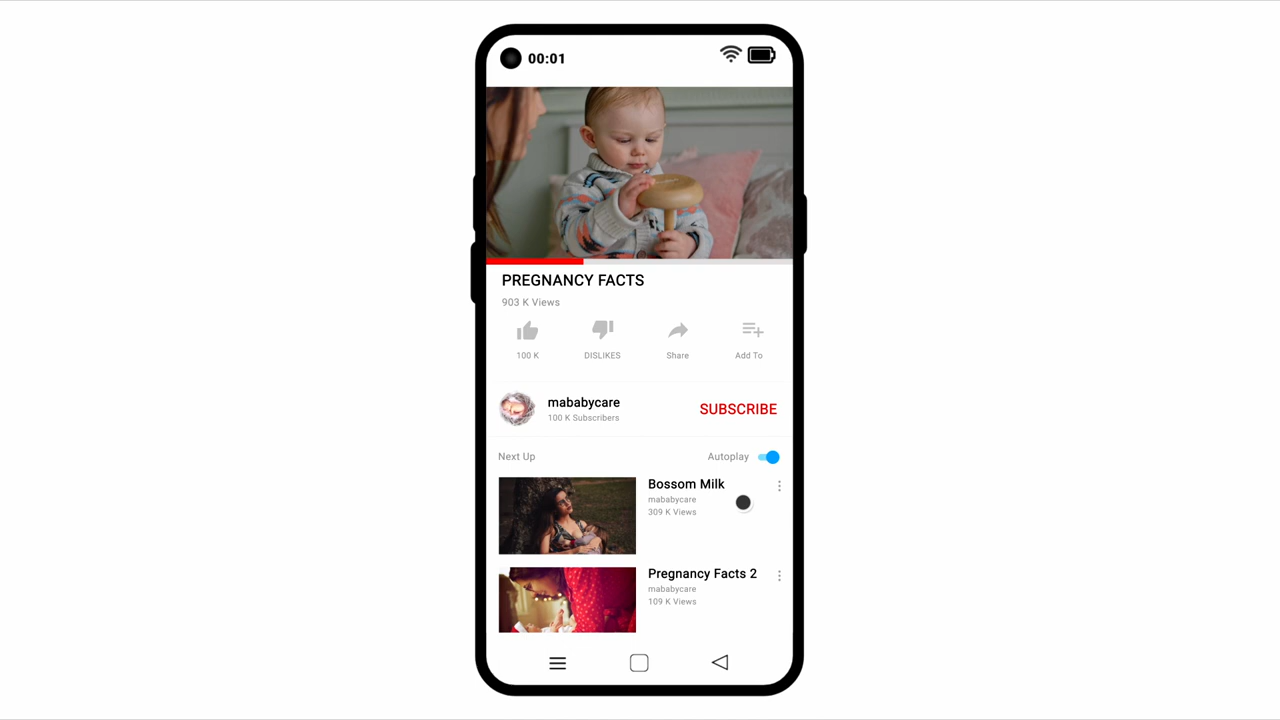 00:01
PREGNANCY FACTS
903 K Views
100 K
DISLIKES
Share
Add To
mababycare
100 K Subscribers
SUBSCRIBE
Next Up
Autoplay
Bossom Milk
mababycare
309 K Views
Pregnancy Facts 2
mababycare
109 K Views